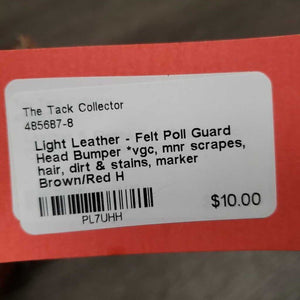 The Tack Collector
485687-8
Light Leather - Felt Poll Guard
Head Bumper *vgc, mnr scrapes,
hair, dirt & stains, marker
Brown/Red H
PL7UHH
$10.00